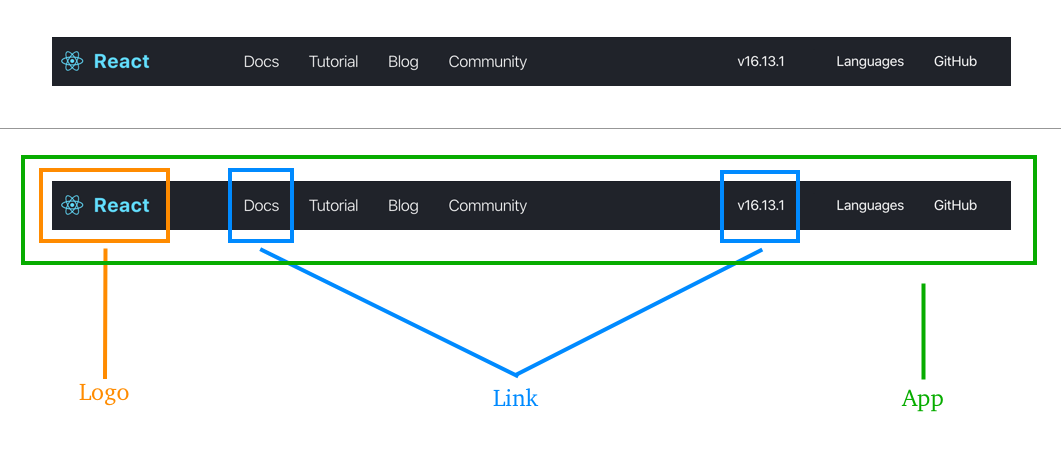 React Docs Tutorial Blog Community v16.13.1 Languages GitHub
React Docs Tutorial Blog Community v16.13.1 Languages GitHub
Logo Link App